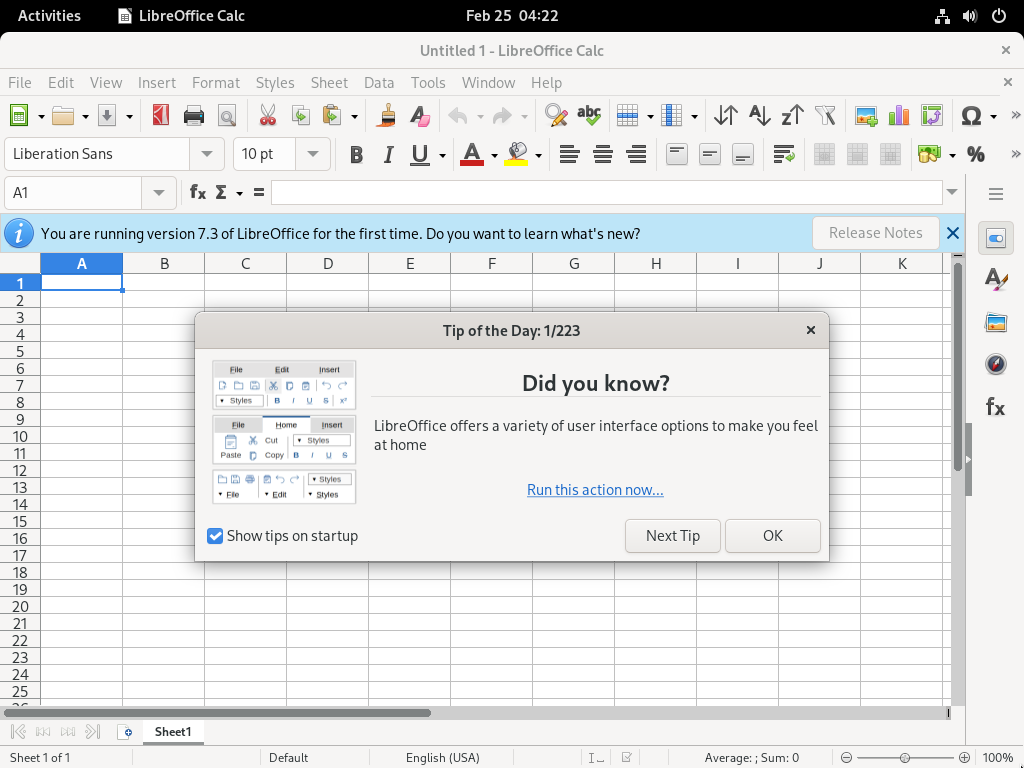 Activities LibreOffice Calc Feb 25 04:22
Untitled 1 - LibreOffice Calc
File Edit View Insert Format Styles Sheet Data Tools Window Help
Liberation Sans 10 pt B I U A %
A1 fx Σ =
You are running version 7.3 of LibreOffice for the first time. Do you want to learn what's new? Release Notes
A B C D E F G H I J K
1
2
3
4
5
6
7
8
9
10
11
12
13
14
15
16
17
18
19
20
21
22
23
24
25
26
Tip of the Day: 1/223
File Edit Insert
Styles B I U S x²
File Home Insert
Cut Styles
Paste Copy B I U S
Styles
File Edit Styles
Did you know?
LibreOffice offers a variety of user interface options to make you feel
at home
Run this action now...
Show tips on startup Next Tip OK
fx
Sheet1
Sheet 1 of 1 Default English (USA) Average: ; Sum: 0 100%